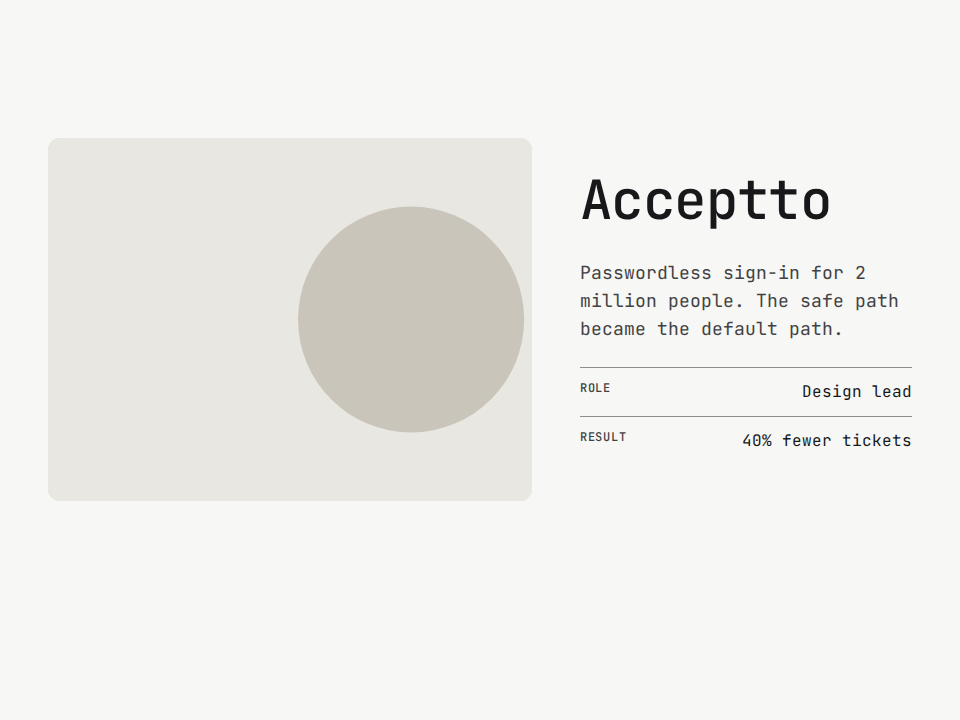 Acceptto
Passwordless sign-in for 2
million people. The safe path
became the default path.
ROLE Design lead
RESULT 40% fewer tickets